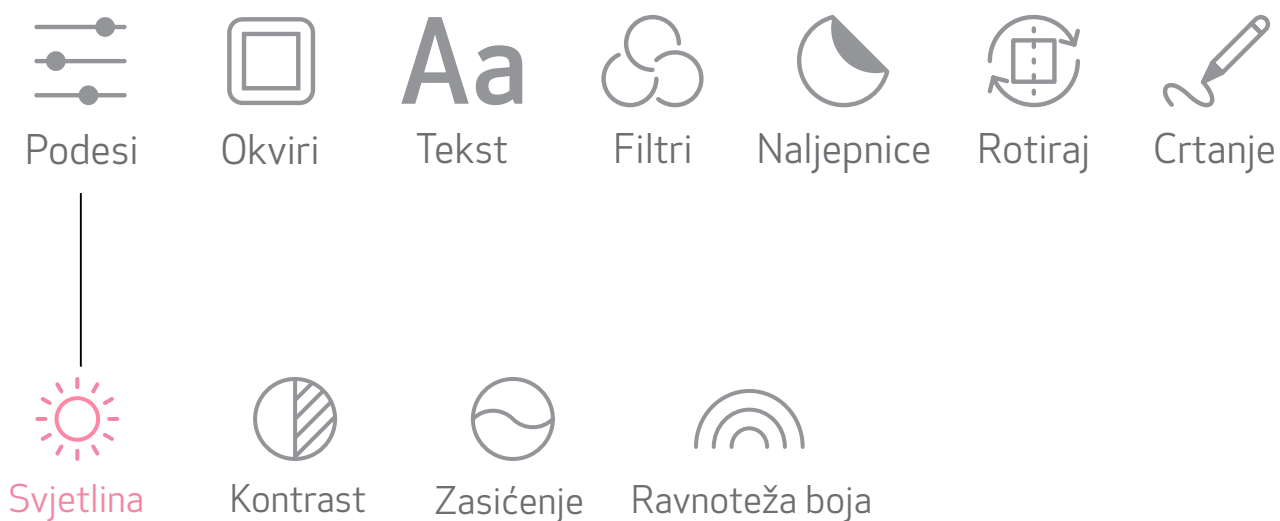 Aa
Podesi Okviri Tekst Filtri Naljepnice Rotiraj Crtanje
Svjetlina Kontrast Zasićenje Ravnoteža boja